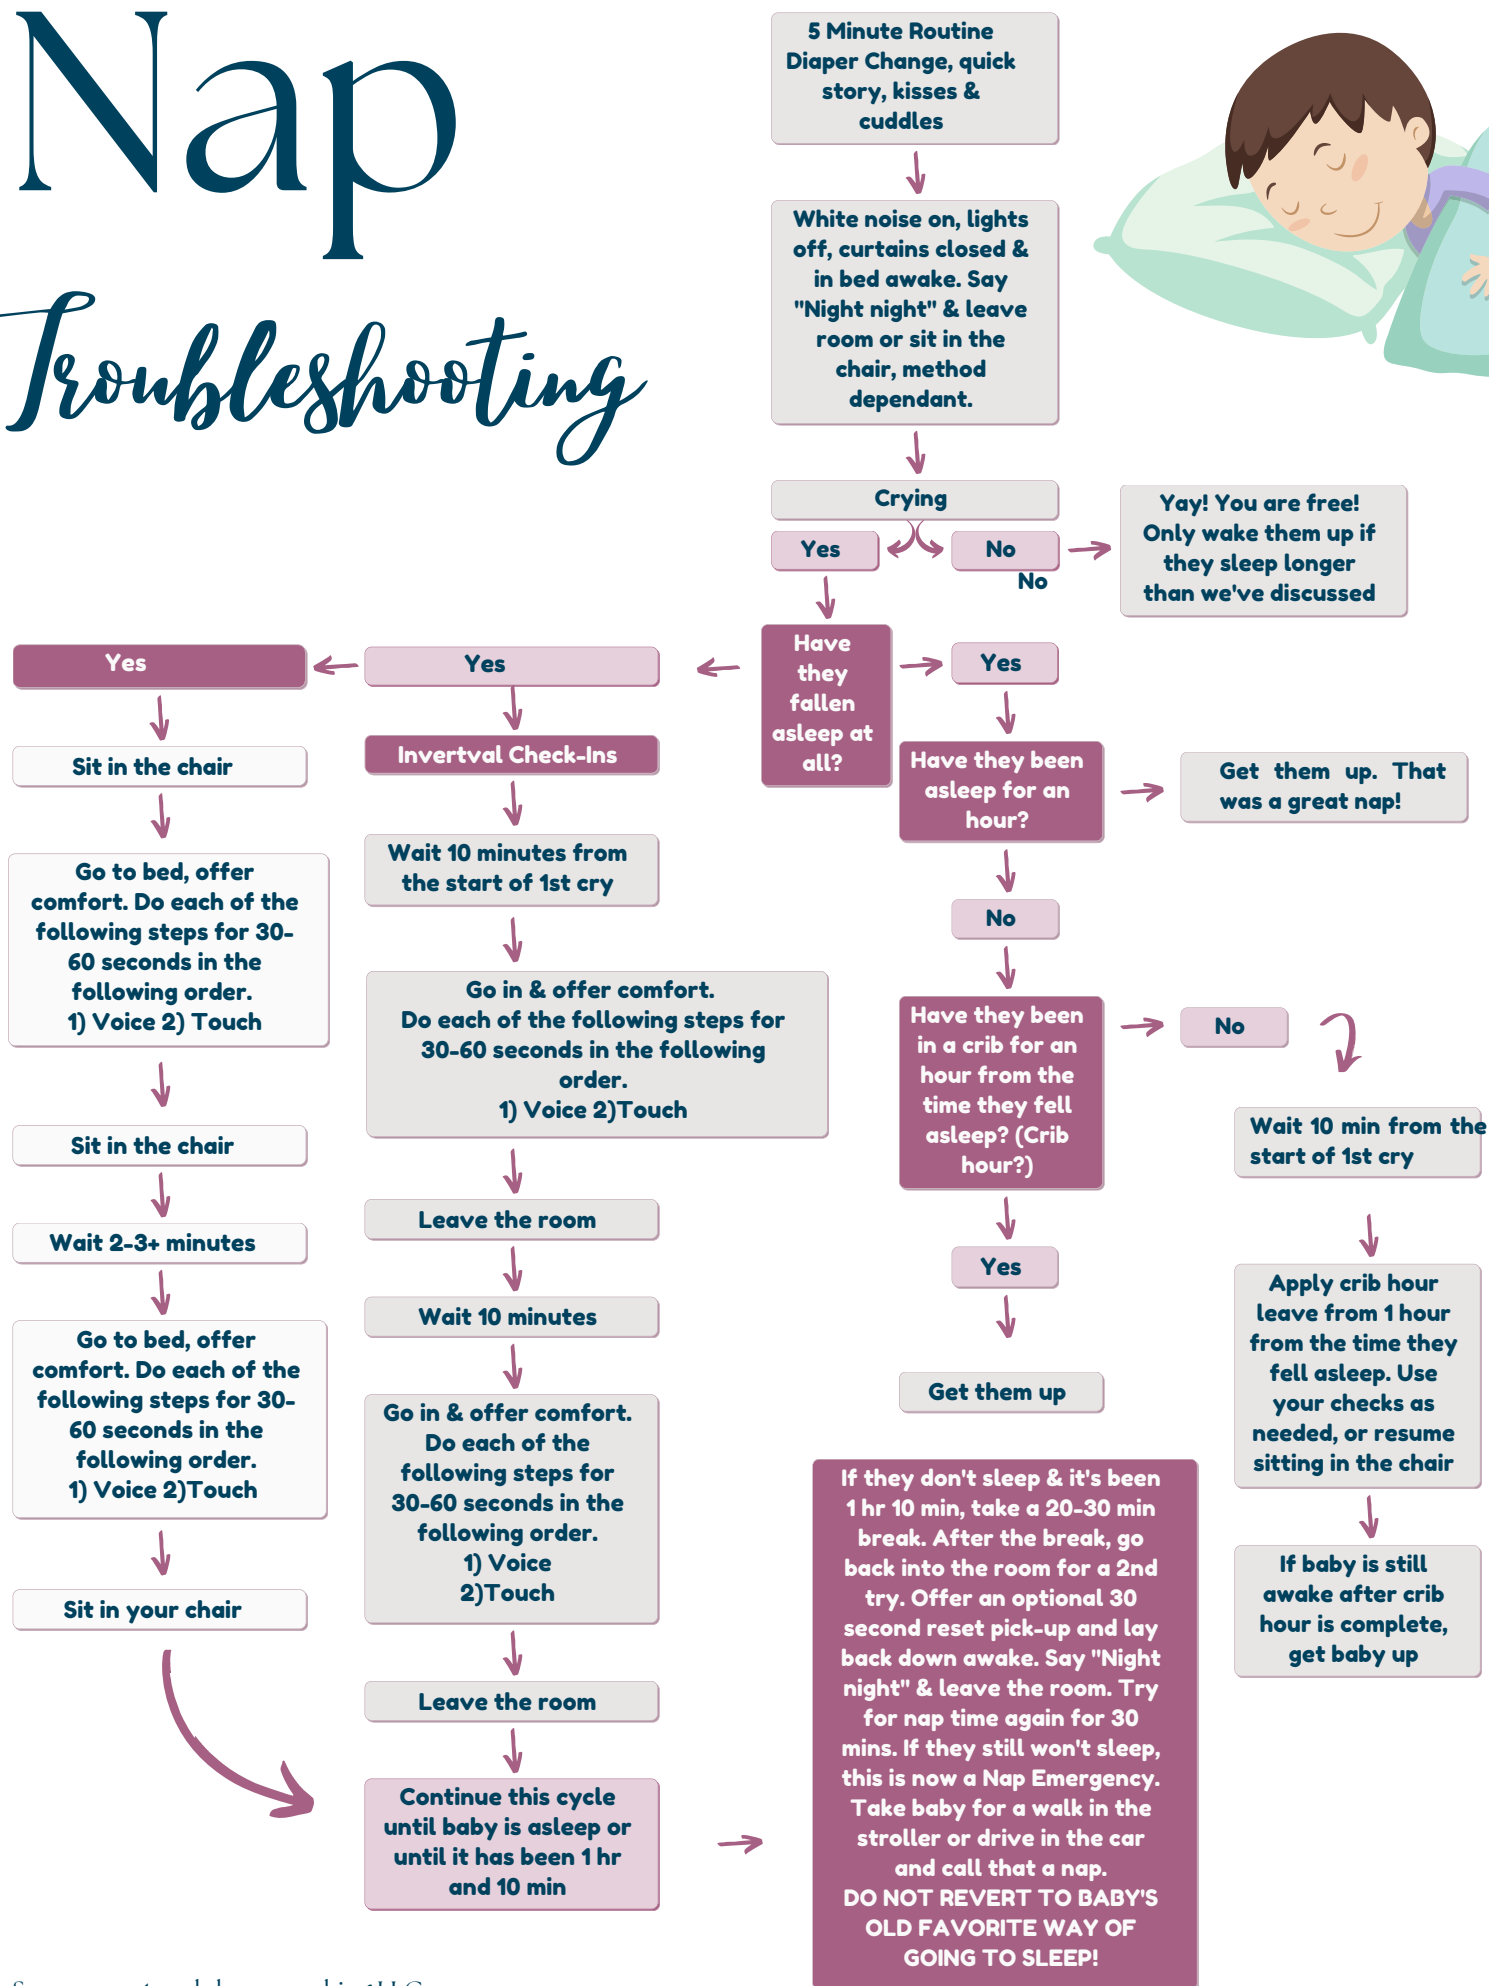 Nap
Troubleshooting
5 Minute Routine
Diaper Change, quick
story, kisses &
cuddles
White noise on, lights
off, curtains closed &
in bed awake. Say
"Night night" & leave
room or sit in the
chair, method
dependant.
Crying
Yes
No
No
Yay! You are free!
Only wake them up if
they sleep longer
than we've discussed
Have
they
fallen
asleep at
all?
Yes
Yes
Yes
Sit in the chair
Go to bed, offer
comfort. Do each of the
following steps for 30-
60 seconds in the
following order.
1) Voice 2) Touch
Sit in the chair
Wait 2-3+ minutes
Go to bed, offer
comfort. Do each of the
following steps for 30-
60 seconds in the
following order.
1) Voice 2)Touch
Sit in your chair
Invertval Check-Ins
Wait 10 minutes from
the start of 1st cry
Go in & offer comfort.
Do each of the following steps for
30-60 seconds in the following
order.
1) Voice 2)Touch
Leave the room
Wait 10 minutes
Go in & offer comfort.
Do each of the
following steps for
30-60 seconds in the
following order.
1) Voice
2)Touch
Leave the room
Continue this cycle
until baby is asleep or
until it has been 1 hr
and 10 min
Have they been
asleep for an
hour?
Get them up. That
was a great nap!
No
Have they been
in a crib for an
hour from the
time they fell
asleep? (Crib
hour?)
No
Yes
Get them up
Wait 10 min from the
start of 1st cry
Apply crib hour
leave from 1 hour
from the time they
fell asleep. Use
your checks as
needed, or resume
sitting in the chair
If baby is still
awake after crib
hour is complete,
get baby up
If they don't sleep & it's been
1 hr 10 min, take a 20-30 min
break. After the break, go
back into the room for a 2nd
try. Offer an optional 30
second reset pick-up and lay
back down awake. Say "Night
night" & leave the room. Try
for nap time again for 30
mins. If they still won't sleep,
this is now a Nap Emergency.
Take baby for a walk in the
stroller or drive in the car
and call that a nap.
DO NOT REVERT TO BABY'S
OLD FAVORITE WAY OF
GOING TO SLEEP!